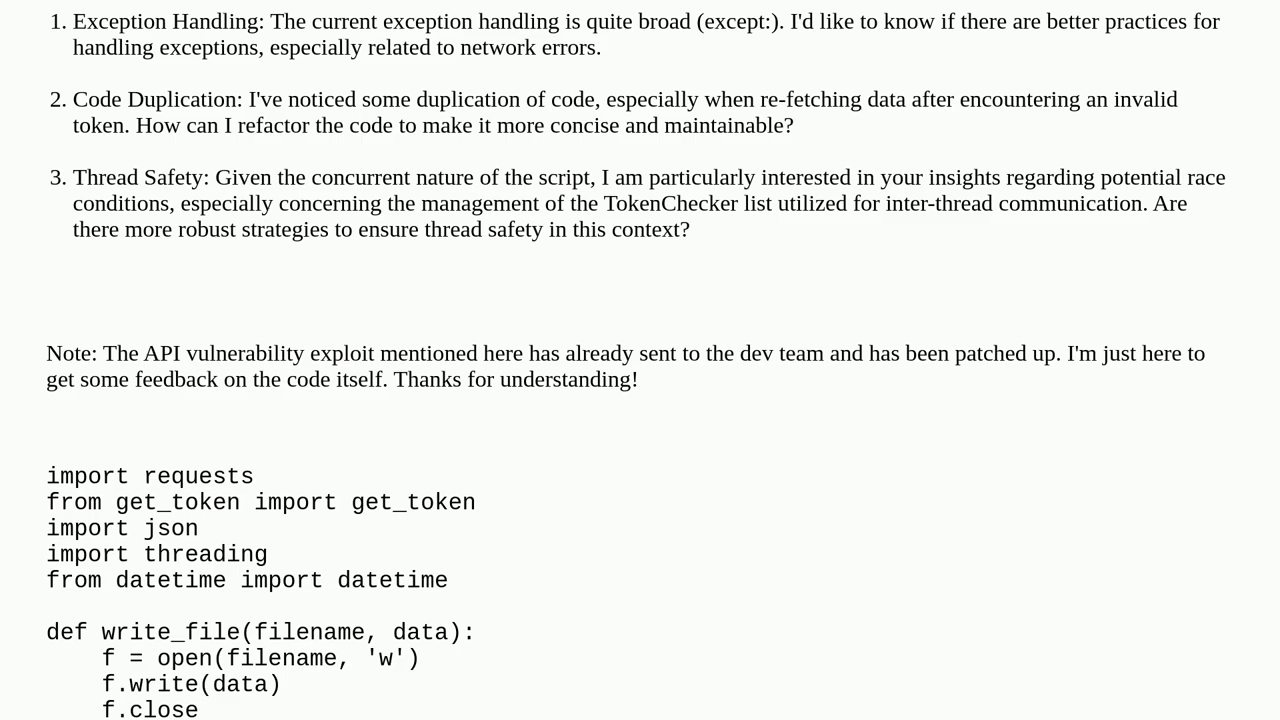 1. Exception Handling: The current exception handling is quite broad (except:). I'd like to know if there are better practices for
handling exceptions, especially related to network errors.
2. Code Duplication: I've noticed some duplication of code, especially when re-fetching data after encountering an invalid
token. How can I refactor the code to make it more concise and maintainable?
3. Thread Safety: Given the concurrent nature of the script, I am particularly interested in your insights regarding potential race
conditions, especially concerning the management of the TokenChecker list utilized for inter-thread communication. Are
there more robust strategies to ensure thread safety in this context?
Note: The API vulnerability exploit mentioned here has already sent to the dev team and has been patched up. I'm just here to
get some feedback on the code itself. Thanks for understanding!
import requests
from get_token import get_token
import json
import threading
from datetime import datetime
def write_file(filename, data):
    f = open(filename, 'w')
    f.write(data)
    f.close